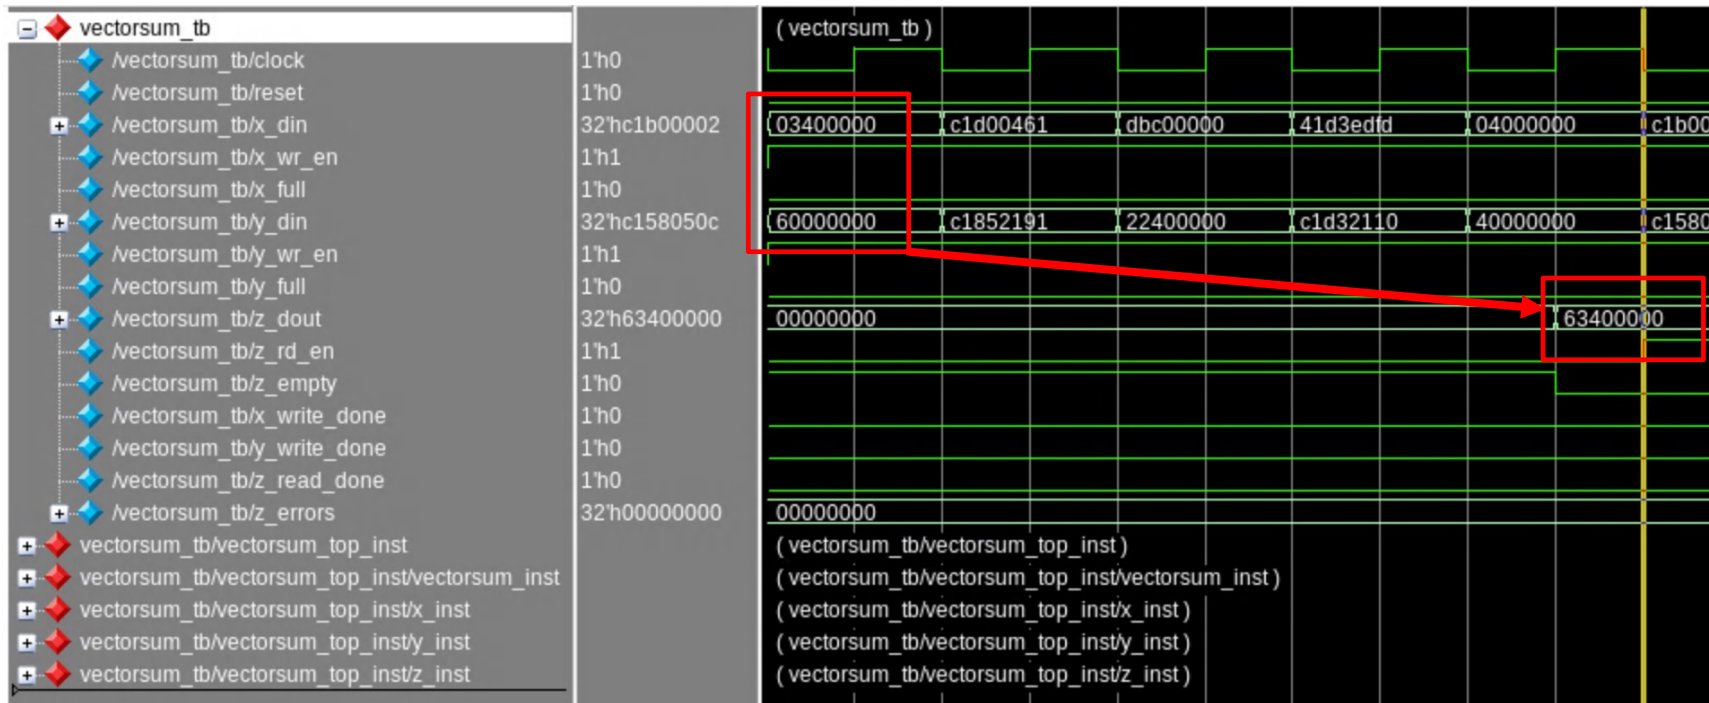 vectorsum_tb ( vectorsum_tb )
/vectorsum_tb/clock 1'h0
/vectorsum_tb/reset 1'h0
/vectorsum_tb/x_din 32'hc1b00002 03400000 c1d00461 dbc00000 41d3edfd 04000000 c1b00
/vectorsum_tb/x_wr_en 1'h1
/vectorsum_tb/x_full 1'h0
/vectorsum_tb/y_din 32'hc158050c 60000000 c1852191 22400000 c1d32110 40000000 c1580
/vectorsum_tb/y_wr_en 1'h1
/vectorsum_tb/y_full 1'h0
/vectorsum_tb/z_dout 32'h63400000 00000000 63400000
/vectorsum_tb/z_rd_en 1'h1
/vectorsum_tb/z_empty 1'h0
/vectorsum_tb/x_write_done 1'h0
/vectorsum_tb/y_write_done 1'h0
/vectorsum_tb/z_read_done 1'h0
/vectorsum_tb/z_errors 32'h00000000 00000000
vectorsum_tb/vectorsum_top_inst ( vectorsum_tb/vectorsum_top_inst )
vectorsum_tb/vectorsum_top_inst/vectorsum_inst ( vectorsum_tb/vectorsum_top_inst/vectorsum_inst )
vectorsum_tb/vectorsum_top_inst/x_inst ( vectorsum_tb/vectorsum_top_inst/x_inst )
vectorsum_tb/vectorsum_top_inst/y_inst ( vectorsum_tb/vectorsum_top_inst/y_inst )
vectorsum_tb/vectorsum_top_inst/z_inst ( vectorsum_tb/vectorsum_top_inst/z_inst )